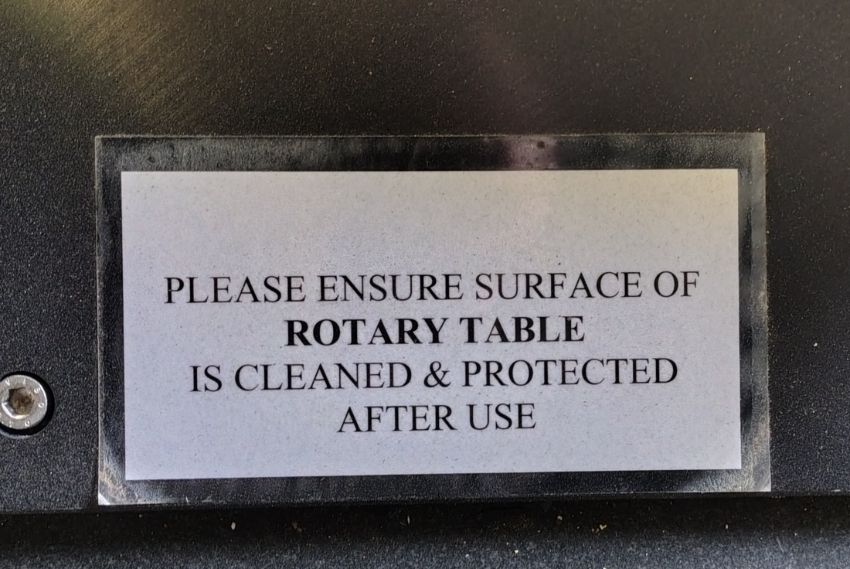 PLEASE ENSURE SURFACE OF
ROTARY TABLE
IS CLEANED & PROTECTED
AFTER USE